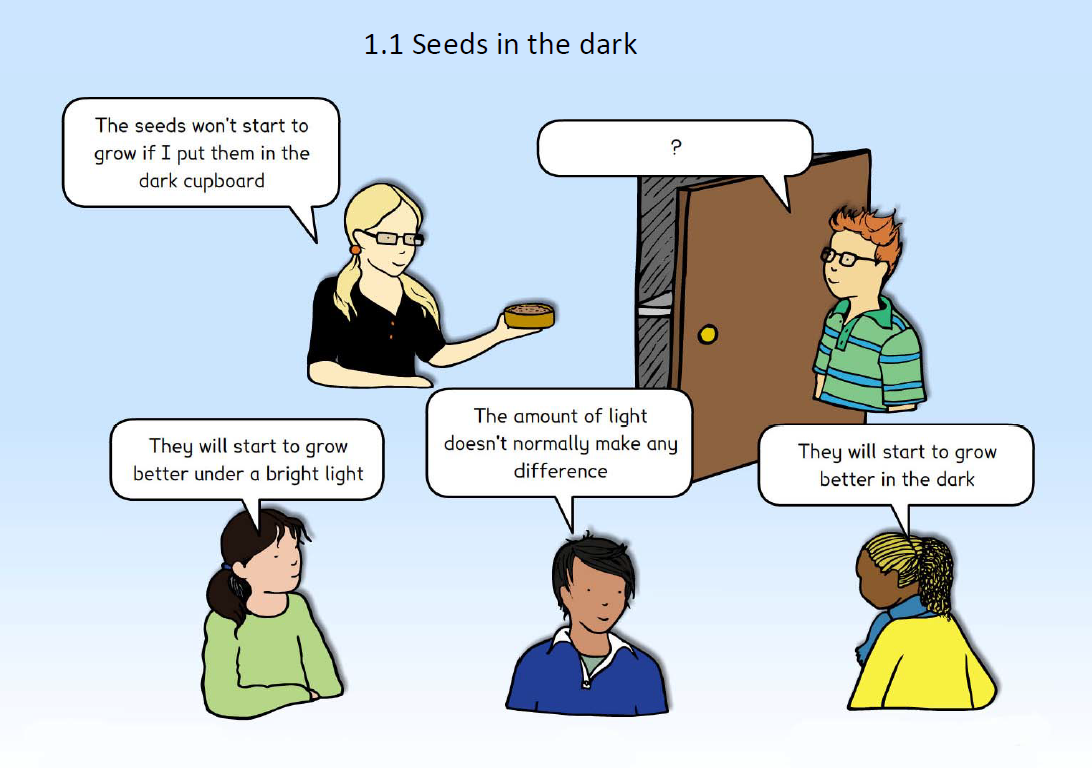 1.1 Seeds in the dark
The seeds won't start to
grow if I put them in the
dark cupboard
?
They will start to grow
better under a bright light
The amount of light
doesn't normally make any
difference
They will start to grow
better in the dark